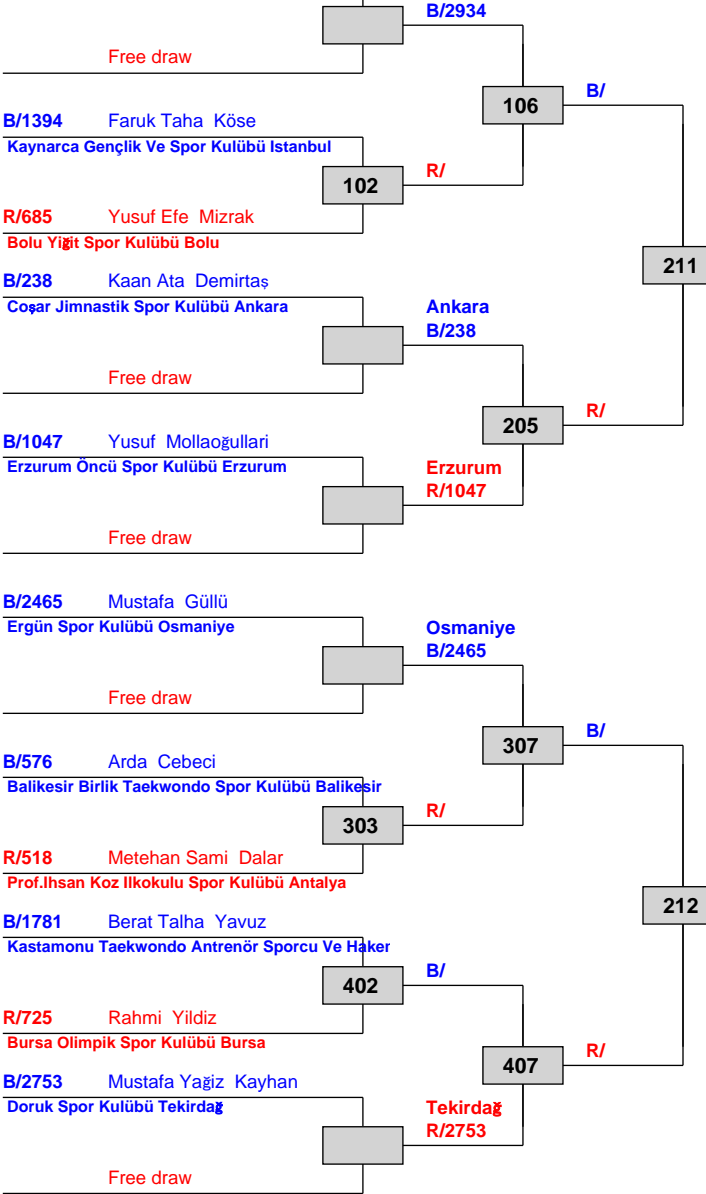 B/2934
Free draw
106
B/
B/1394 Faruk Taha Köse
Kaynarca Gençlik Ve Spor Kulübü Istanbul
102
R/
R/685 Yusuf Efe Mizrak
Bolu Yiğit Spor Kulübü Bolu
211
B/238 Kaan Ata Demirtaş
Coşar Jimnastik Spor Kulübü Ankara
Ankara
B/238
Free draw
205
R/
B/1047 Yusuf Mollaoğullari
Erzurum Öncü Spor Kulübü Erzurum
Erzurum
R/1047
Free draw
B/2465 Mustafa Güllü
Ergün Spor Kulübü Osmaniye
Osmaniye
B/2465
Free draw
307
B/
B/576 Arda Cebeci
Balikesir Birlik Taekwondo Spor Kulübü Balikesir
303
R/
R/518 Metehan Sami Dalar
Prof.Ihsan Koz Ilkokulu Spor Kulübü Antalya
212
B/1781 Berat Talha Yavuz
Kastamonu Taekwondo Antrenör Sporcu Ve Haker
402
B/
R/725 Rahmi Yildiz
Bursa Olimpik Spor Kulübü Bursa
407
R/
B/2753 Mustafa Yağiz Kayhan
Doruk Spor Kulübü Tekirdağ
Tekirdağ
R/2753
Free draw